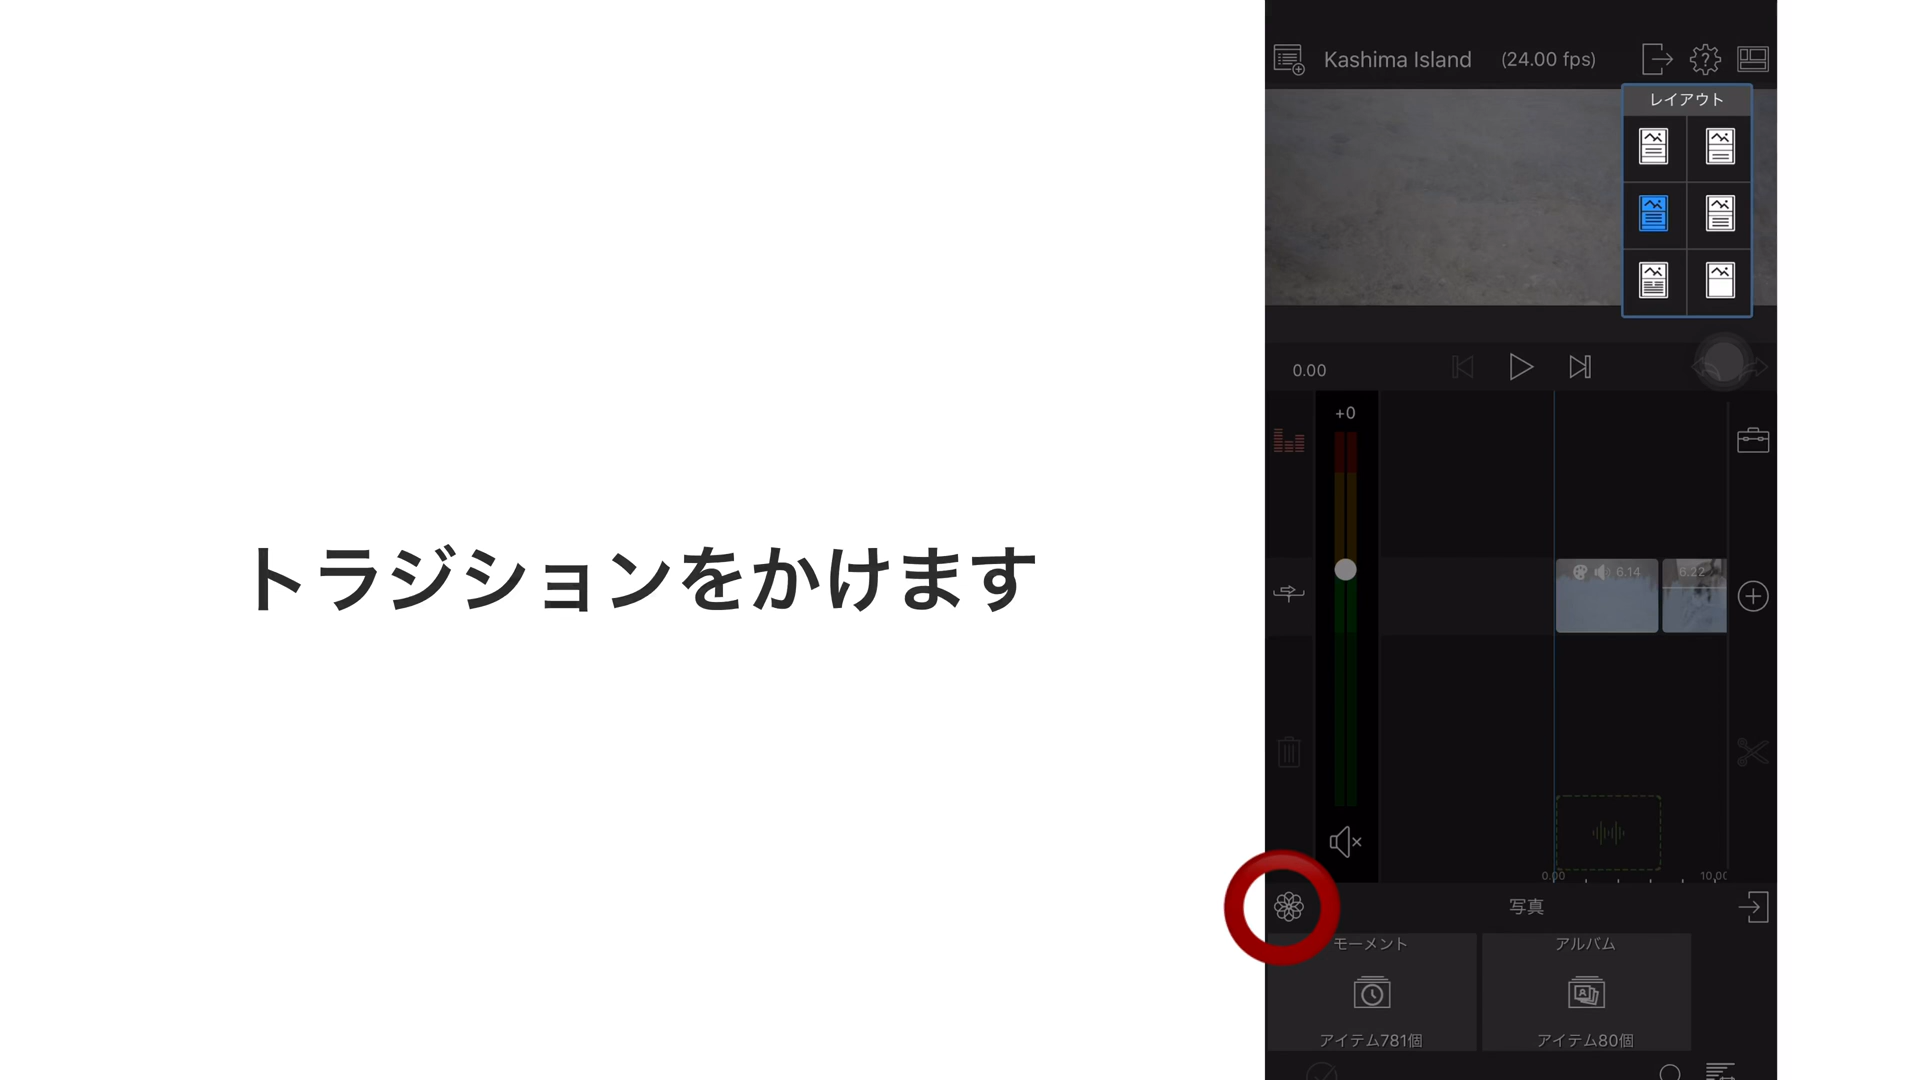 トラジションをかけます
Kashima Island (24.00 fps)
レイアウト
0.00
+0
6.14
6.22
0.00
10.00
写真
モーメント
アルバム
アイテム781個
アイテム80個